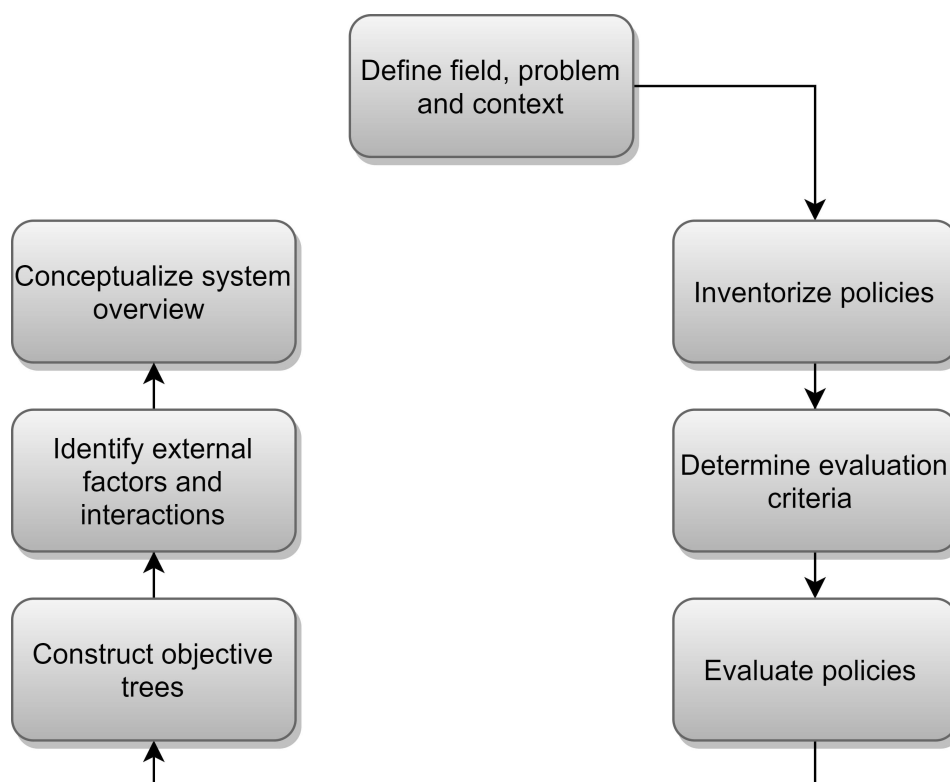 Define field, problem
and context
Conceptualize system
overview
Inventorize policies
Identify external
factors and
interactions
Determine evaluation
criteria
Construct objective
trees
Evaluate policies